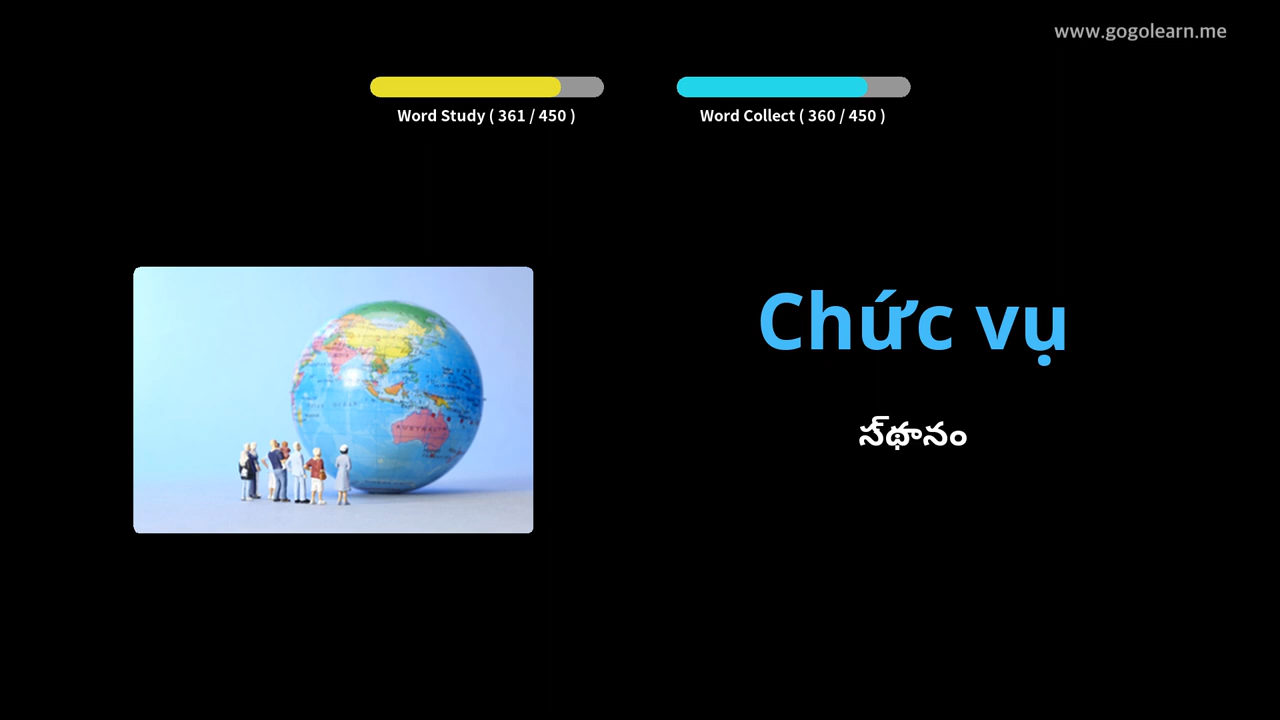 www.gogolearn.me
Word Study ( 361 / 450 )
Word Collect ( 360 / 450 )
Chức vụ
స్థానం